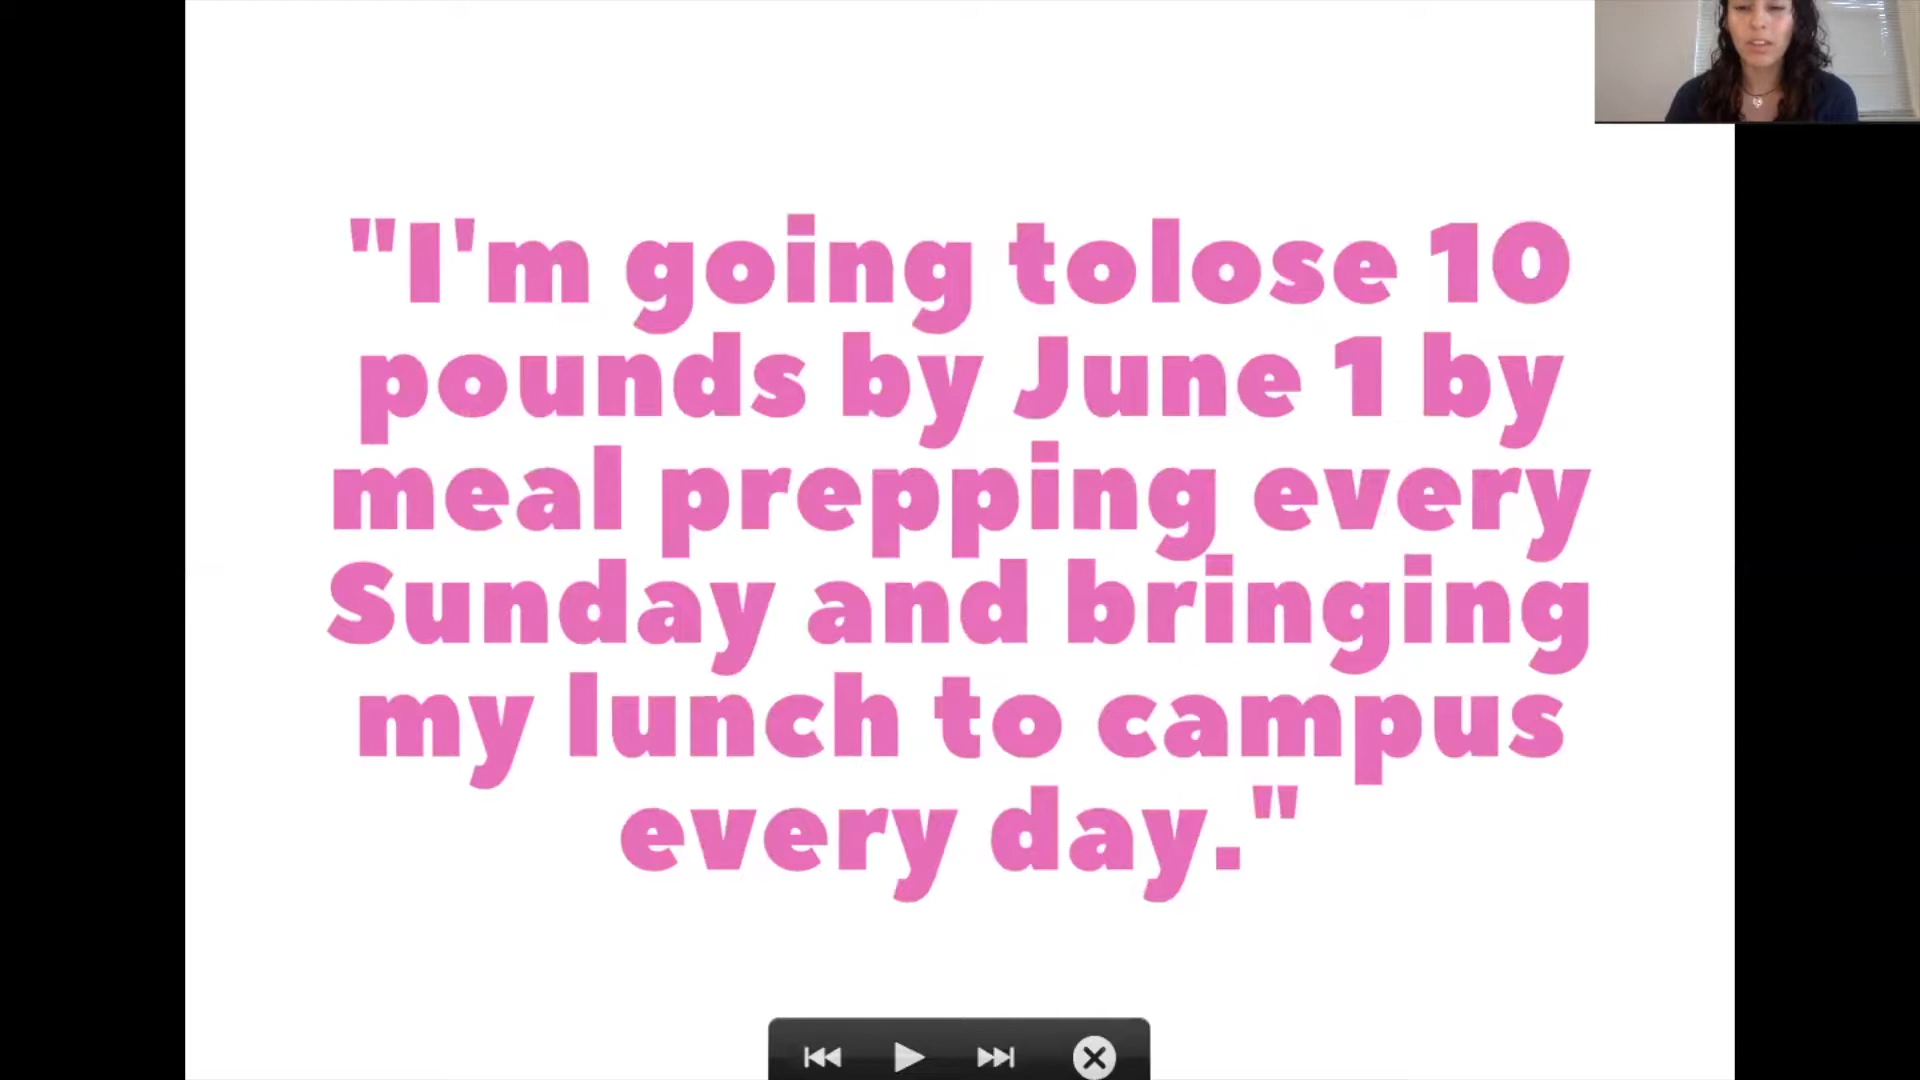 "I'm going tolose 10
pounds by June 1 by
meal prepping every
Sunday and bringing
my lunch to campus
every day."